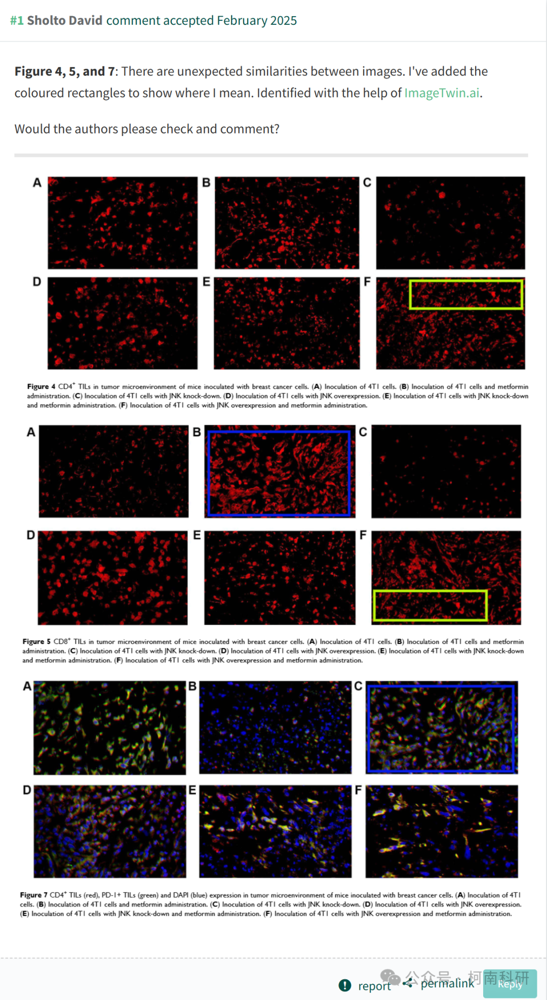 #1 Sholto David comment accepted February 2025
Figure 4, 5, and 7: There are unexpected similarities between images. I've added the
coloured rectangles to show where I mean. Identified with the help of ImageTwin.ai.
Would the authors please check and comment?
A B C
D E F
Figure 4 CD4⁺ TILs in tumor microenvironment of mice inoculated with breast cancer cells. (A) Inoculation of 4T1 cells. (B) Inoculation of 4T1 cells and metformin
administration. (C) Inoculation of 4T1 cells with JNK knock-down. (D) Inoculation of 4T1 cells with JNK overexpression. (E) Inoculation of 4T1 cells with JNK knock-down
and metformin administration. (F) Inoculation of 4T1 cells with JNK overexpression and metformin administration.
A B C
D E F
Figure 5 CD8⁺ TILs in tumor microenvironment of mice inoculated with breast cancer cells. (A) Inoculation of 4T1 cells. (B) Inoculation of 4T1 cells and metformin
administration. (C) Inoculation of 4T1 cells with JNK knock-down. (D) Inoculation of 4T1 cells with JNK overexpression. (E) Inoculation of 4T1 cells with JNK knock-down
and metformin administration. (F) Inoculation of 4T1 cells with JNK overexpression and metformin administration.
A B C
D E F
Figure 7 CD4⁺ TILs (red), PD-1+ TILs (green) and DAPI (blue) expression in tumor microenvironment of mice inoculated with breast cancer cells. (A) Inoculation of 4T1
cells. (B) Inoculation of 4T1 cells and metformin administration. (C) Inoculation of 4T1 cells with JNK knock-down. (D) Inoculation of 4T1 cells with JNK overexpression.
(E) Inoculation of 4T1 cells with JNK knock-down and metformin administration. (F) Inoculation of 4T1 cells with JNK overexpression and metformin administration.
公众号 · 柯南科研
report permalink Reply